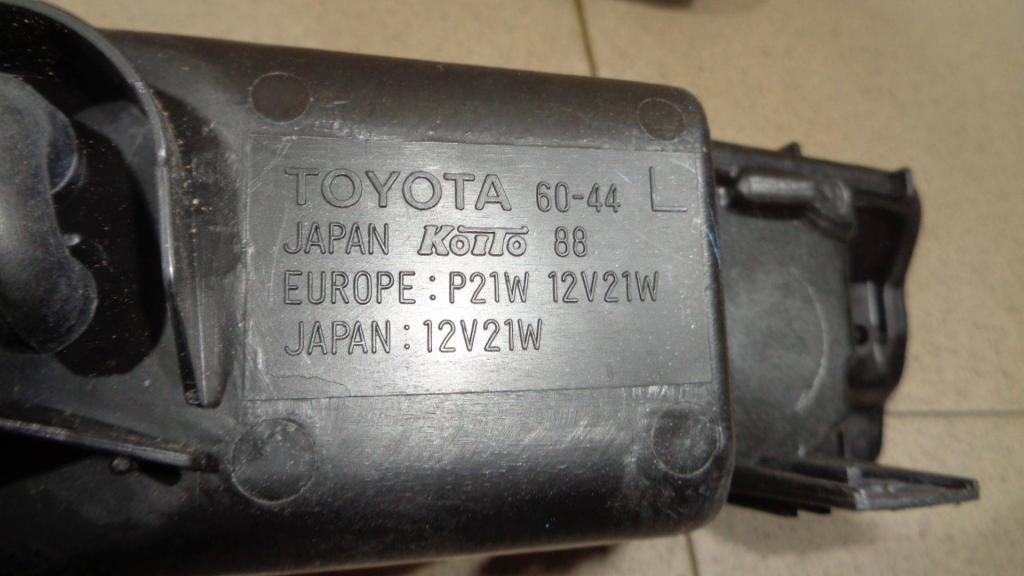 TOYOTA 60-44 L
JAPAN KOITO 88
EUROPE : P21W 12V21W
JAPAN : 12V21W